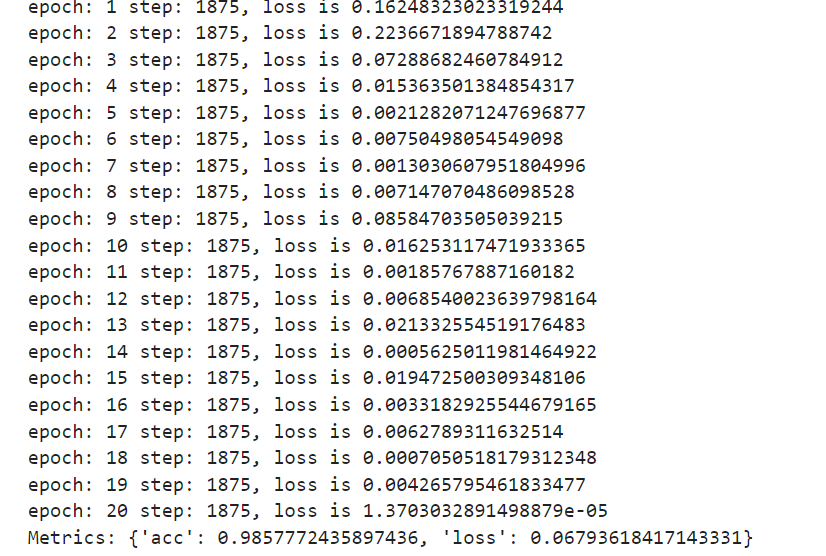 epoch: 1 step: 1875, loss is 0.16248323023319244
epoch: 2 step: 1875, loss is 0.2236671894788742
epoch: 3 step: 1875, loss is 0.07288682460784912
epoch: 4 step: 1875, loss is 0.015363501384854317
epoch: 5 step: 1875, loss is 0.0021282071247696877
epoch: 6 step: 1875, loss is 0.00750498054549098
epoch: 7 step: 1875, loss is 0.0013030607951804996
epoch: 8 step: 1875, loss is 0.007147070486098528
epoch: 9 step: 1875, loss is 0.08584703505039215
epoch: 10 step: 1875, loss is 0.016253117471933365
epoch: 11 step: 1875, loss is 0.00185767887160182
epoch: 12 step: 1875, loss is 0.0068540023639798164
epoch: 13 step: 1875, loss is 0.021332554519176483
epoch: 14 step: 1875, loss is 0.0005625011981464922
epoch: 15 step: 1875, loss is 0.019472500309348106
epoch: 16 step: 1875, loss is 0.0033182925544679165
epoch: 17 step: 1875, loss is 0.0062789311632514
epoch: 18 step: 1875, loss is 0.0007050518179312348
epoch: 19 step: 1875, loss is 0.004265795461833477
epoch: 20 step: 1875, loss is 1.3703032891498879e-05
Metrics: {'acc': 0.9857772435897436, 'loss': 0.06793618417143331}